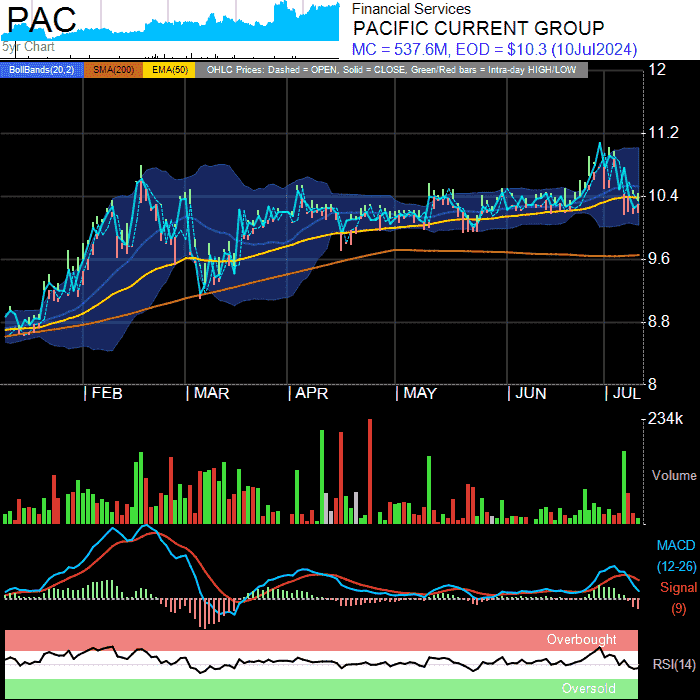 PAC
5yr Chart
Financial Services
PACIFIC CURRENT GROUP
MC = 537.6M, EOD = $10.3 (10Jul2024)
BollBands(20,2) SMA(200) EMA(50) OHLC Prices: Dashed = OPEN, Solid = CLOSE, Green/Red bars = Intra-day HIGH/LOW
12
11.2
10.4
9.6
8.8
8
| FEB | MAR | APR | MAY | JUN | JUL
234k
Volume
MACD
(12-26)
Signal
(9)
Overbought
RSI(14)
Oversold